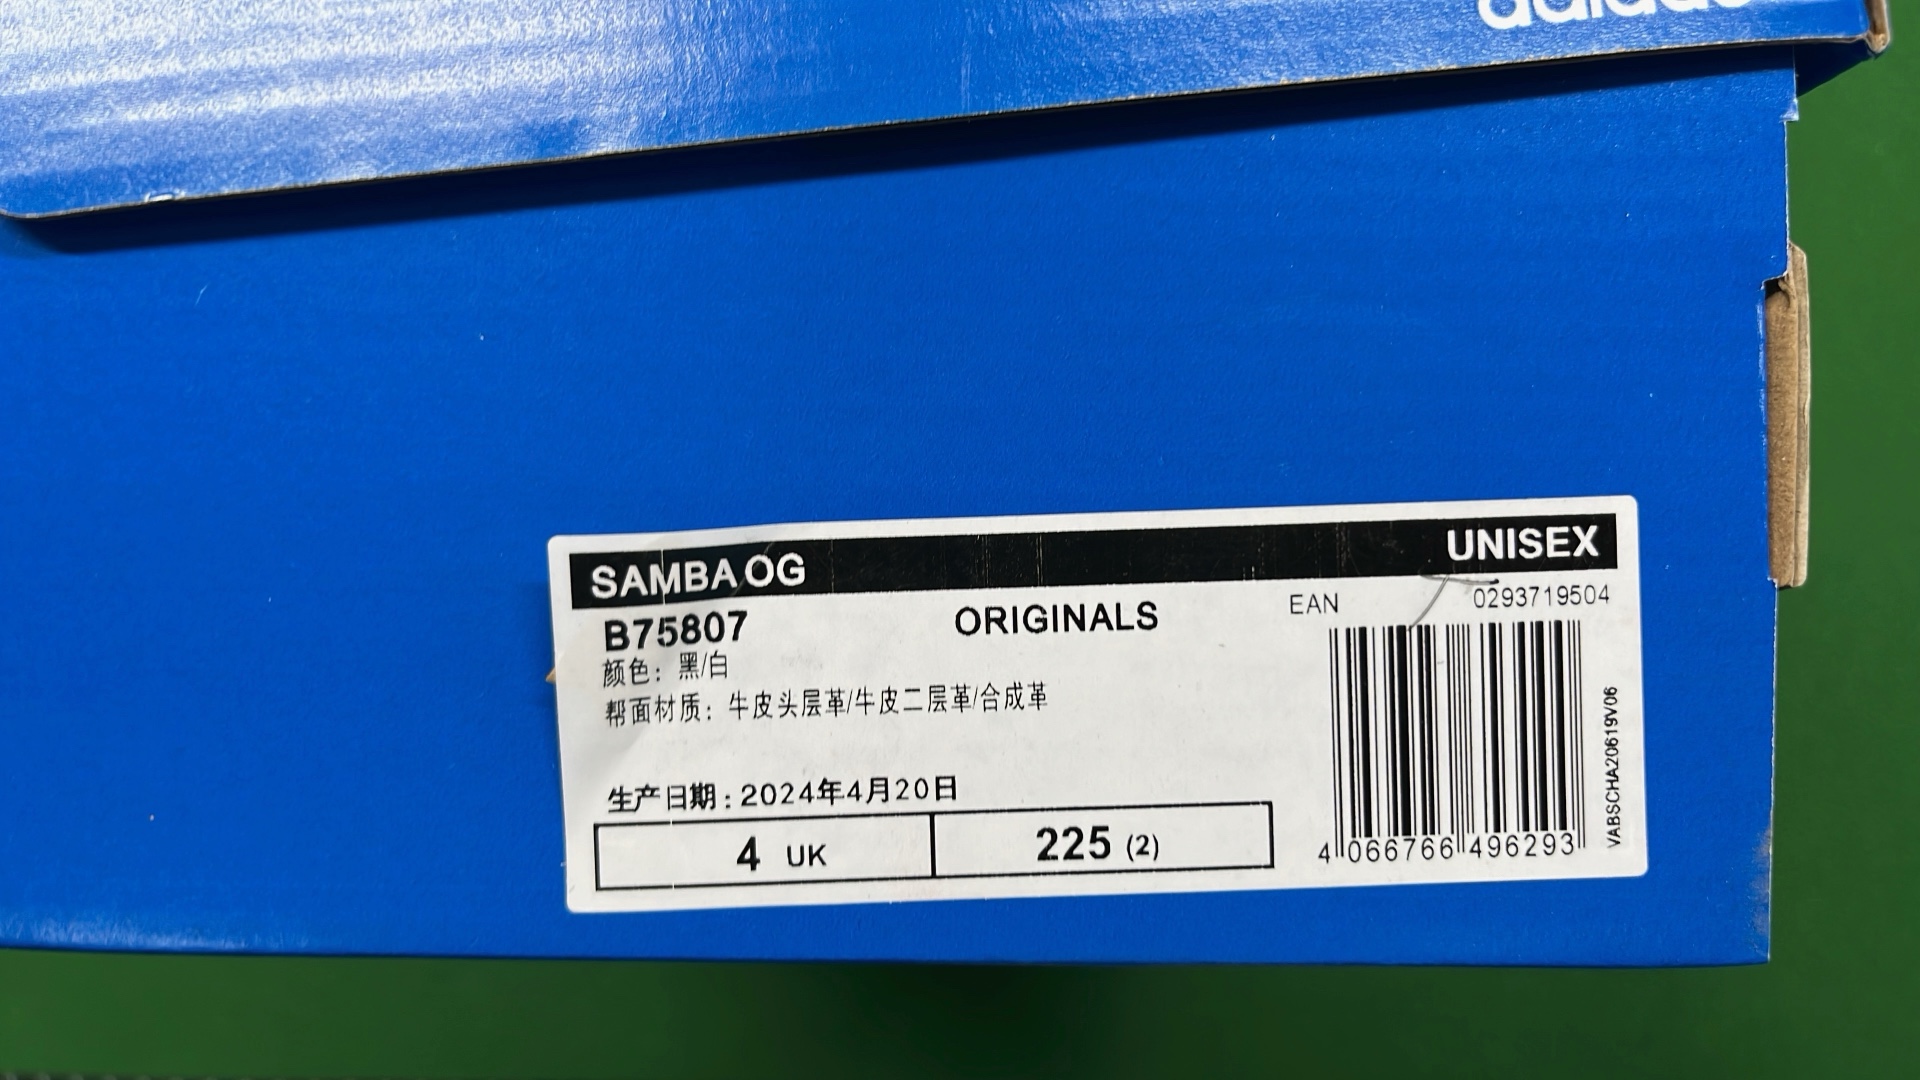 adidas
SAMBA OG UNISEX
B75807 ORIGINALS EAN 0293719504
颜色：黑/白
帮面材质：牛皮头层革/牛皮二层革/合成革
VABSCHA20619V06
生产日期：2024年4月20日
4 UK 225 (2)
4 066766 496293